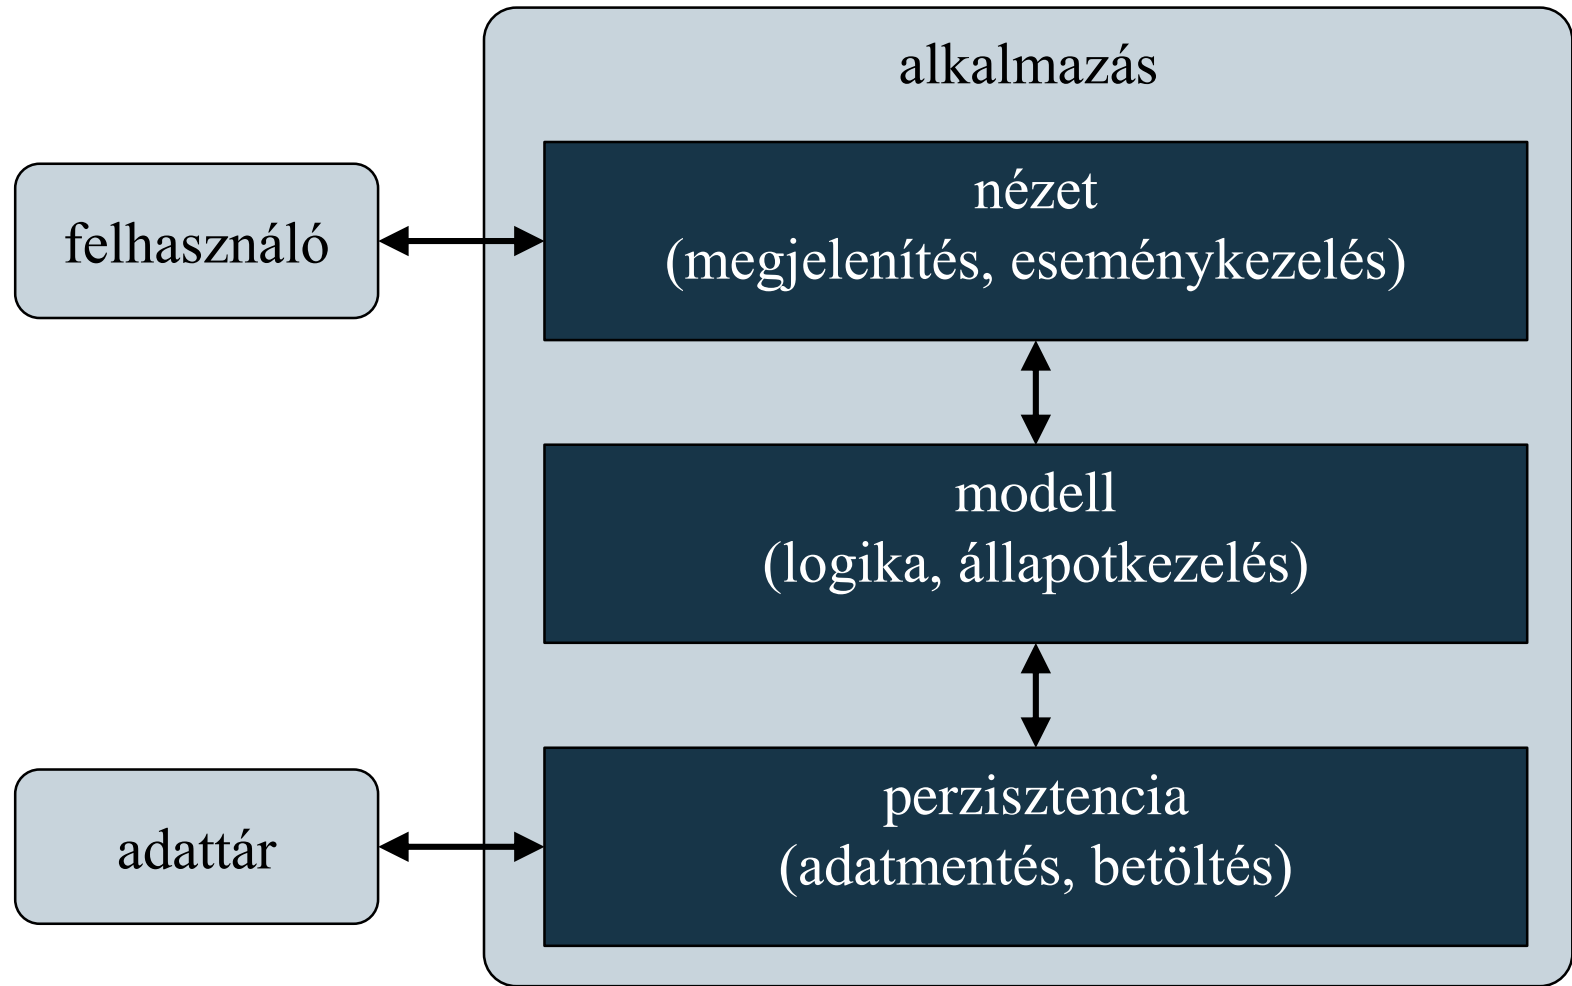 alkalmazás
felhasználó
nézet
(megjelenítés, eseménykezelés)
modell
(logika, állapotkezelés)
adattár
perzisztencia
(adatmentés, betöltés)